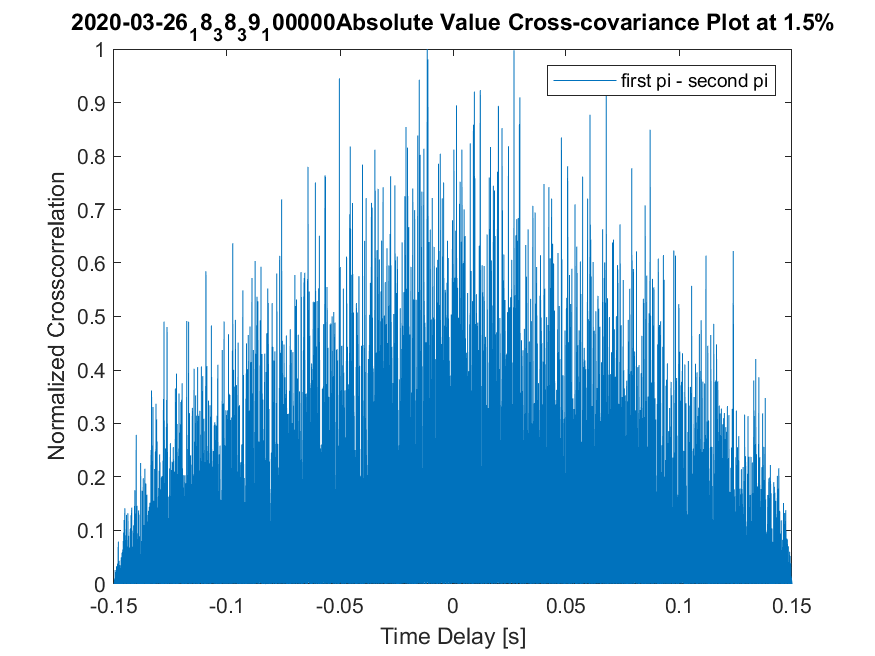 2020-03-26₁8₃8₃9₁00000Absolute Value Cross-covariance Plot at 1.5%
first pi - second pi
Normalized Crosscorrelation
1
0.9
0.8
0.7
0.6
0.5
0.4
0.3
0.2
0.1
0
-0.15 -0.1 -0.05 0 0.05 0.1 0.15
Time Delay [s]